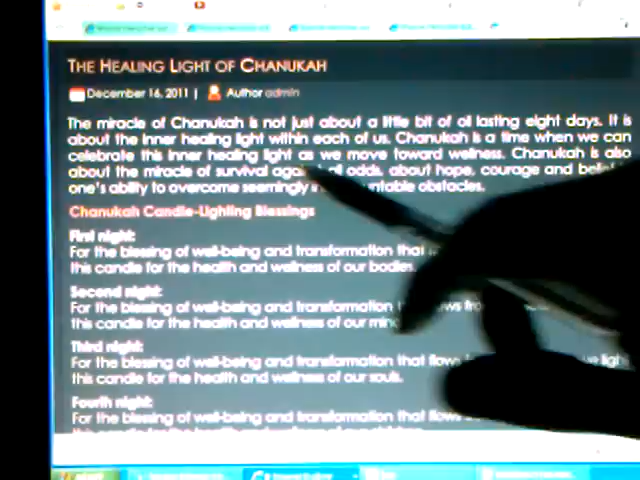 THE HEALING LIGHT OF CHANUKAH
December 16, 2011 | Author admin
The miracle of Chanukah is not just about a little bit of oil lasting eight days. It is
about the inner healing light within each of us. Chanukah is a time when we can
celebrate this inner healing light as we move toward wellness. Chanukah is also
about the miracle of survival all odds, about hope, courage and
one's ability to overcome seemingly obstacles.
Chanukah Candle-Lighting Blessings
First night:
For the blessing of well-being and transformation that
this candle for the health and wellness of our bodies.
Second night:
For the blessing of well-being and transformation
this candle for the health and wellness of our
Third night:
For the blessing of well-being and transformation that flows
this candle for the health and wellness of our souls.
Fourth night:
For the blessing of well-being and transformation that flows